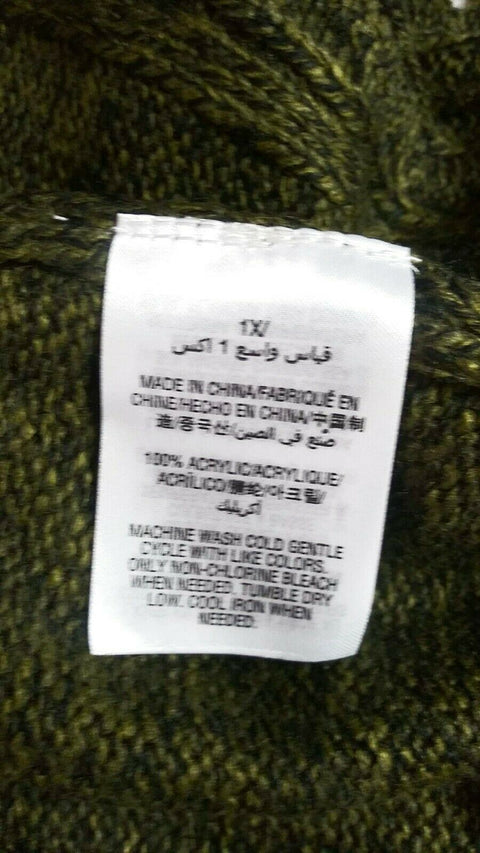 1X/
قياس واسع 1 اكس
MADE IN CHINA/FABRIQUÉ EN
CHINE/HECHO EN CHINA/中国制
造/중국산/صنع في الصين
100% ACRYLIC/ACRYLIQUE/
ACRÍLICO/腈纶/아크릴/
أكريليك
MACHINE WASH COLD GENTLE
CYCLE WITH LIKE COLORS.
ONLY NON-CHLORINE BLEACH
WHEN NEEDED. TUMBLE DRY
LOW. COOL IRON WHEN
NEEDED.